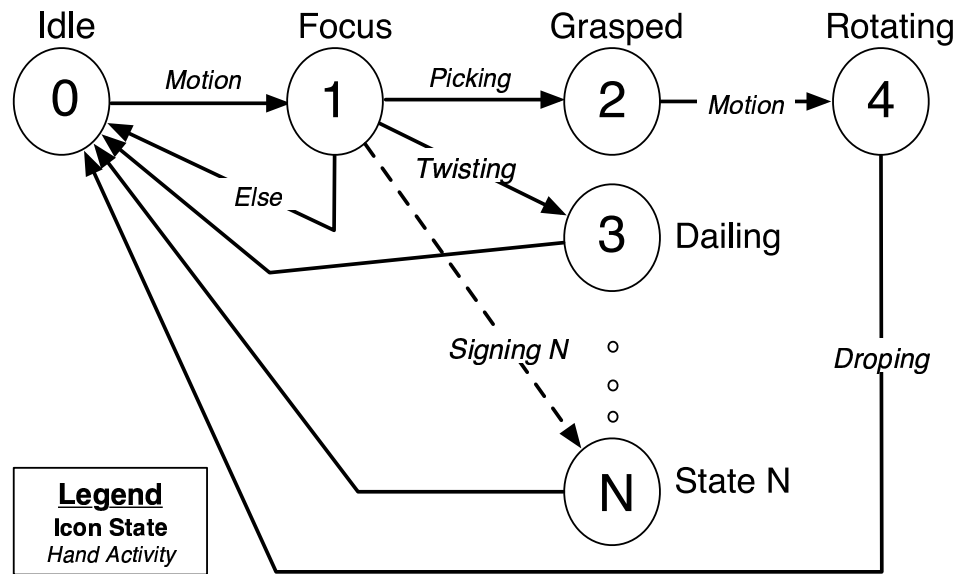 Idle
Focus
Grasped
Rotating
0
Motion
1
Picking
2
Motion
4
Twisting
Else
3
Dailing
Signing N
Droping
N
State N
Legend
Icon State
Hand Activity